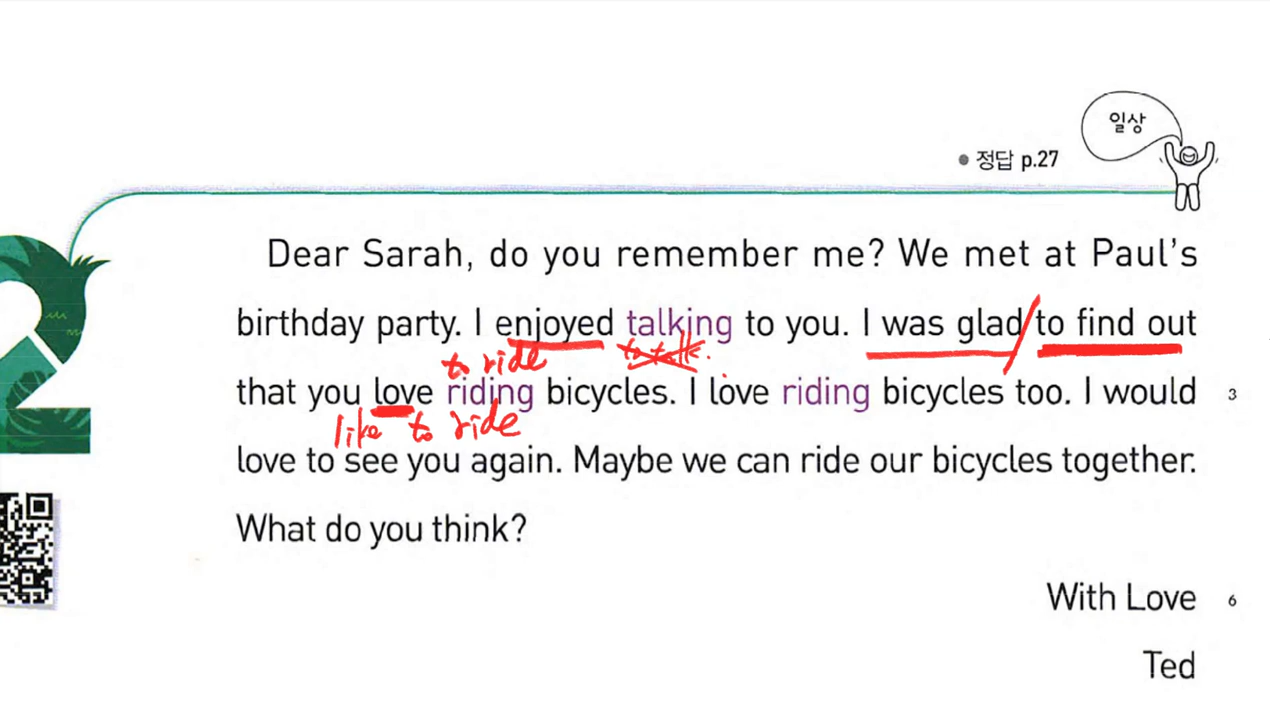 일상
● 정답 p.27
Dear Sarah, do you remember me? We met at Paul's
birthday party. I enjoyed talking to you. I was glad/to find out
to ride to talk.
that you love riding bicycles. I love riding bicycles too. I would 3
like to ride
love to see you again. Maybe we can ride our bicycles together.
What do you think?
With Love 6
Ted
2